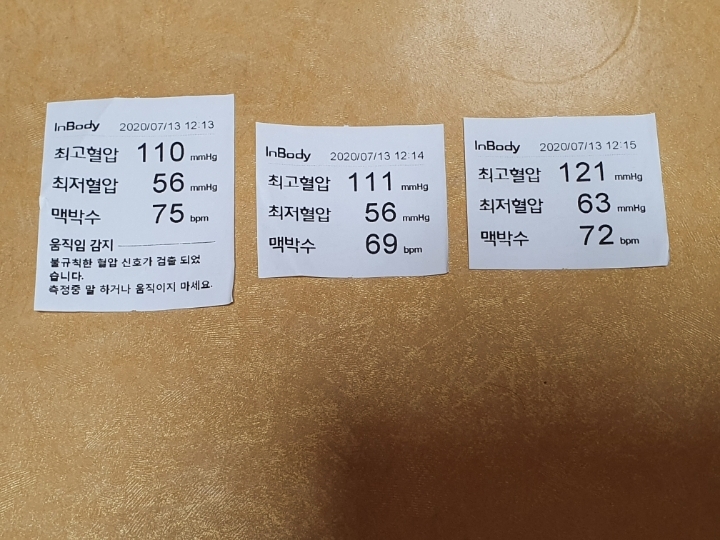 InBody 2020/07/13 12:13
최고혈압 110 mmHg
최저혈압 56 mmHg
맥박수 75 bpm
움직임 감지
불규칙한 혈압 신호가 검출 되었
습니다.
측정중 말 하거나 움직이지 마세요.
InBody 2020/07/13 12:14
최고혈압 111 mmHg
최저혈압 56 mmHg
맥박수 69 bpm
InBody 2020/07/13 12:15
최고혈압 121 mmHg
최저혈압 63 mmHg
맥박수 72 bpm